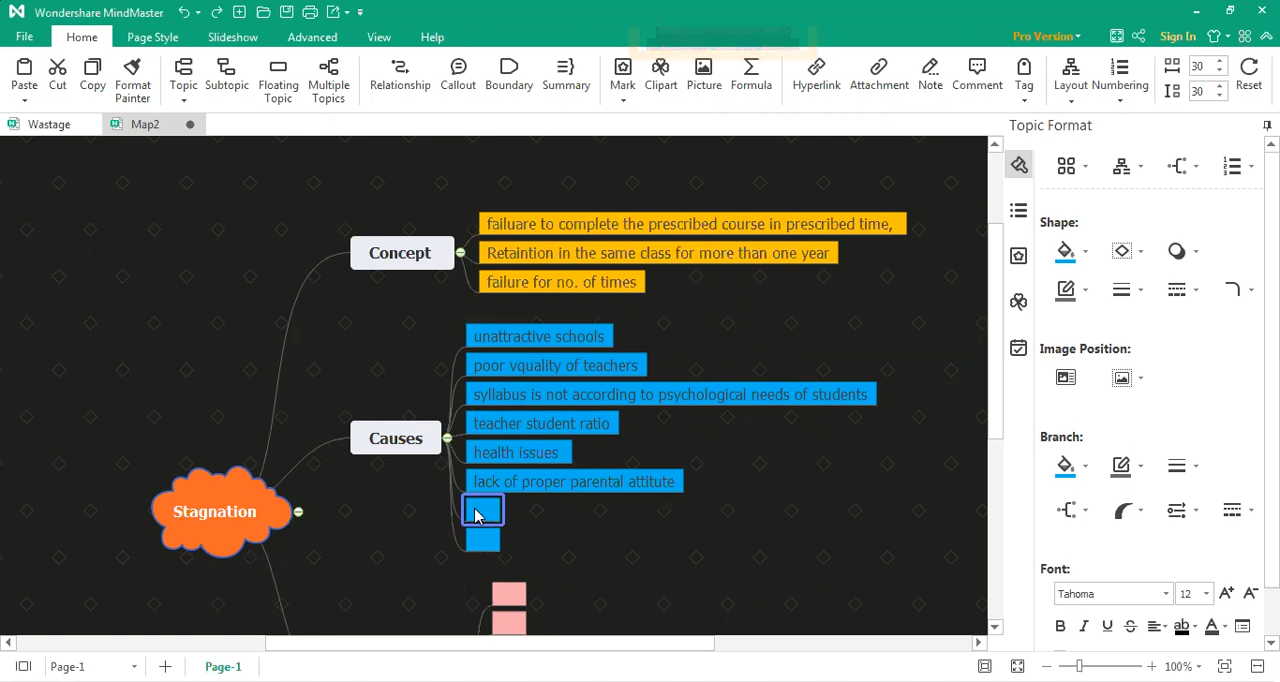 Wondershare MindMaster
File
Home
Page Style
Slideshow
Advanced
View
Help
Pro Version
Sign In
Paste
Cut
Copy
Format
Painter
Topic
Subtopic
Floating
Topic
Multiple
Topics
Relationship
Callout
Boundary
Summary
Mark
Clipart
Picture
Formula
Hyperlink
Attachment
Note
Comment
Tag
Layout
Numbering
30
30
Reset
Wastage
Map2
Topic Format
Concept
failuare to complete the prescribed course in prescribed time,
Retaintion in the same class for more than one year
failure for no. of times
Causes
unattractive schools
poor vquality of teachers
syllabus is not according to psychological needs of students
teacher student ratio
health issues
lack of proper parental attitute
Stagnation
Shape:
Image Position:
Branch:
Font:
Tahoma
12
A+
A-
B
I
U
S
ab
A
Page-1
Page-1
100%